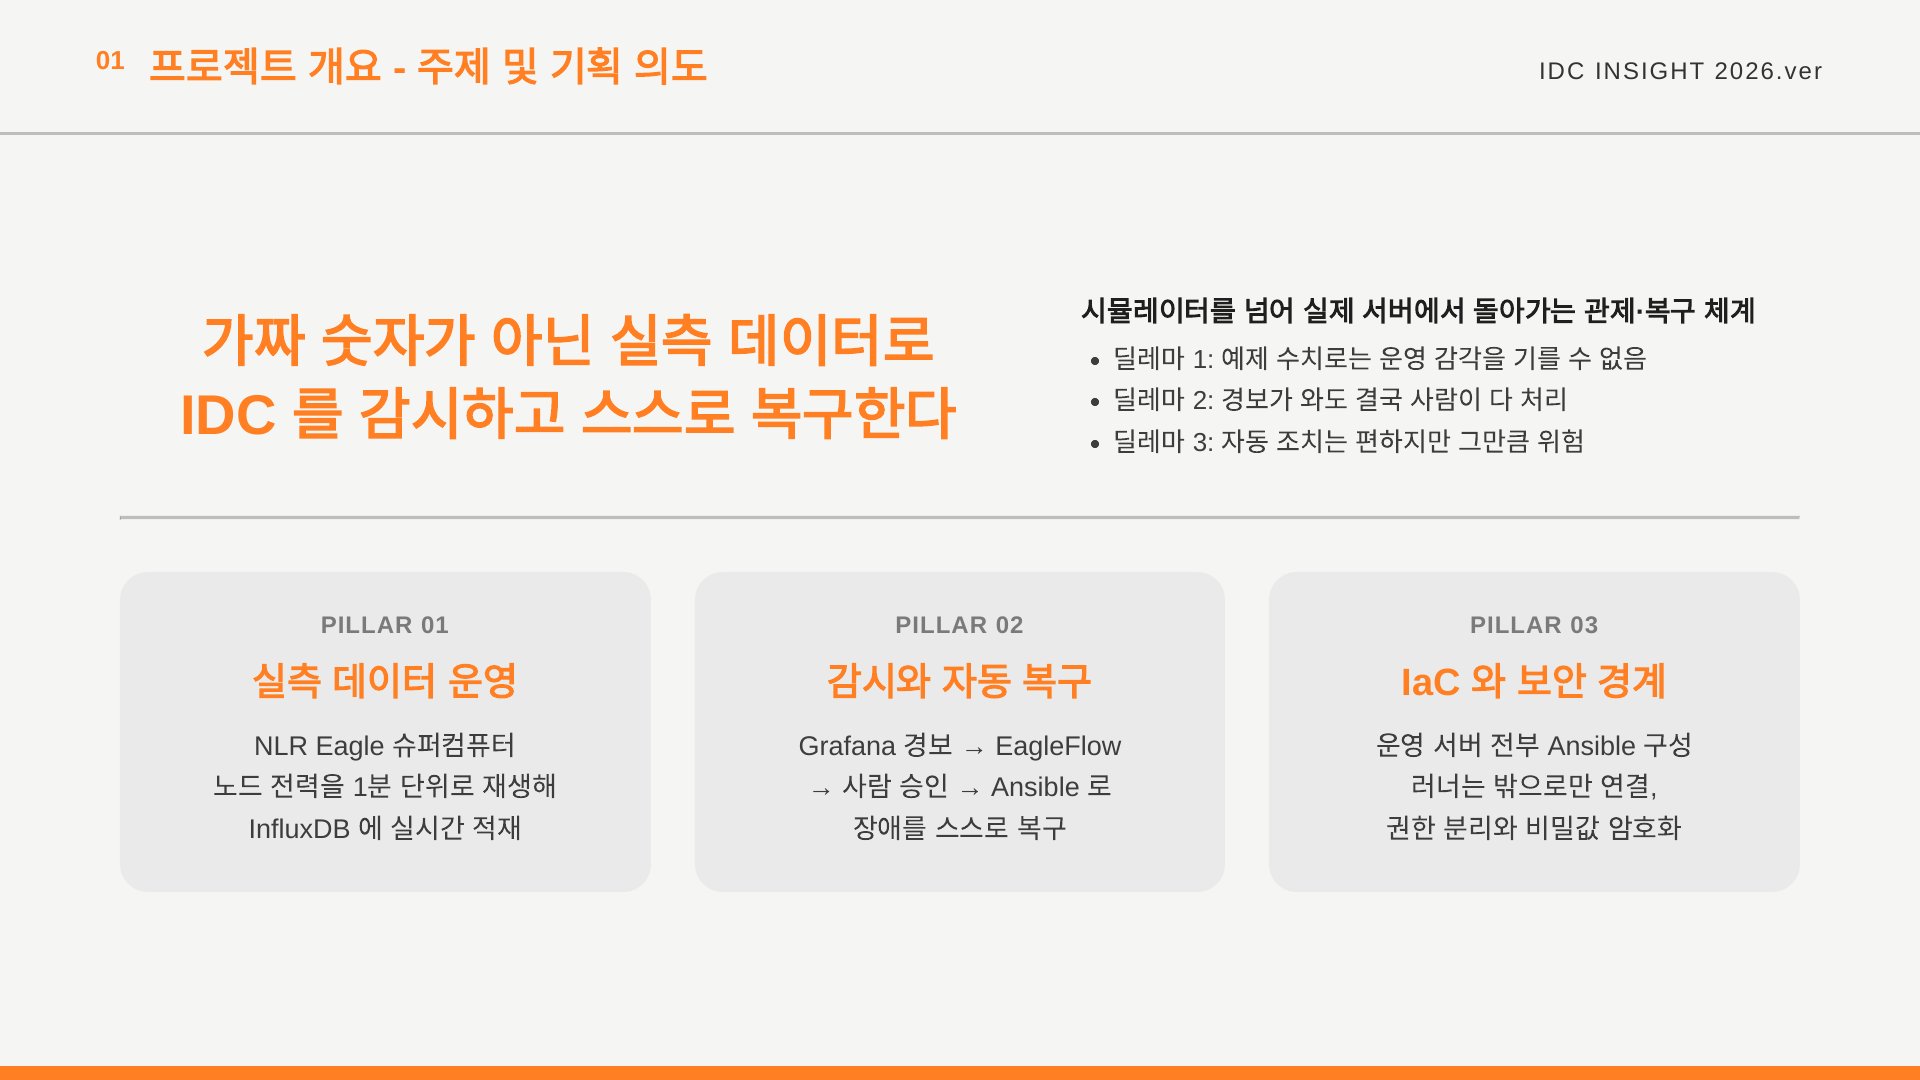 01 프로젝트 개요 - 주제 및 기획 의도
IDC INSIGHT 2026.ver
가짜 숫자가 아닌 실측 데이터로
IDC 를 감시하고 스스로 복구한다
시뮬레이터를 넘어 실제 서버에서 돌아가는 관제·복구 체계
• 딜레마 1: 예제 수치로는 운영 감각을 기를 수 없음
• 딜레마 2: 경보가 와도 결국 사람이 다 처리
• 딜레마 3: 자동 조치는 편하지만 그만큼 위험
PILLAR 01
실측 데이터 운영
NLR Eagle 슈퍼컴퓨터
노드 전력을 1분 단위로 재생해
InfluxDB 에 실시간 적재
PILLAR 02
감시와 자동 복구
Grafana 경보 → EagleFlow
→ 사람 승인 → Ansible 로
장애를 스스로 복구
PILLAR 03
IaC 와 보안 경계
운영 서버 전부 Ansible 구성
러너는 밖으로만 연결,
권한 분리와 비밀값 암호화